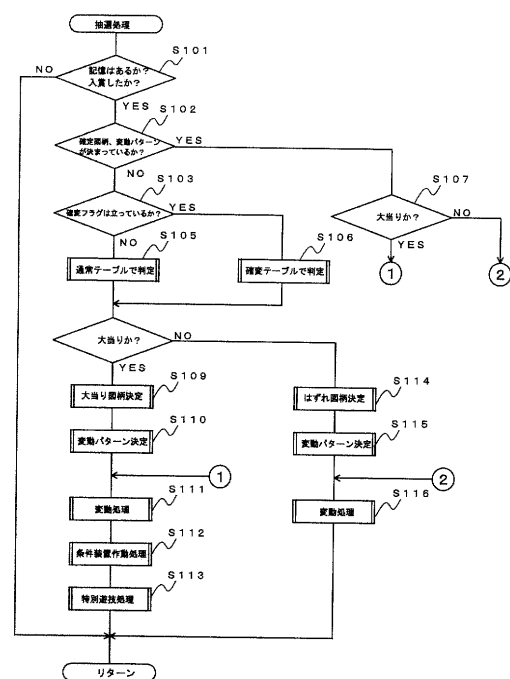 抽選処理
S101
記憶はあるか?
入賞したか?
NO
YES
S102
確定図柄、変動パターン
が決まっているか?
YES
NO
S103
確変フラグは立っているか?
YES
NO
S107
大当りか?
NO
YES
①
②
S105
通常テーブルで判定
S106
確変テーブルで判定
大当りか?
NO
YES
S109
大当り図柄決定
S114
はずれ図柄決定
S110
変動パターン決定
S115
変動パターン決定
①
②
S111
変動処理
S116
変動処理
S112
条件装置作動処理
S113
特別遊技処理
リターン